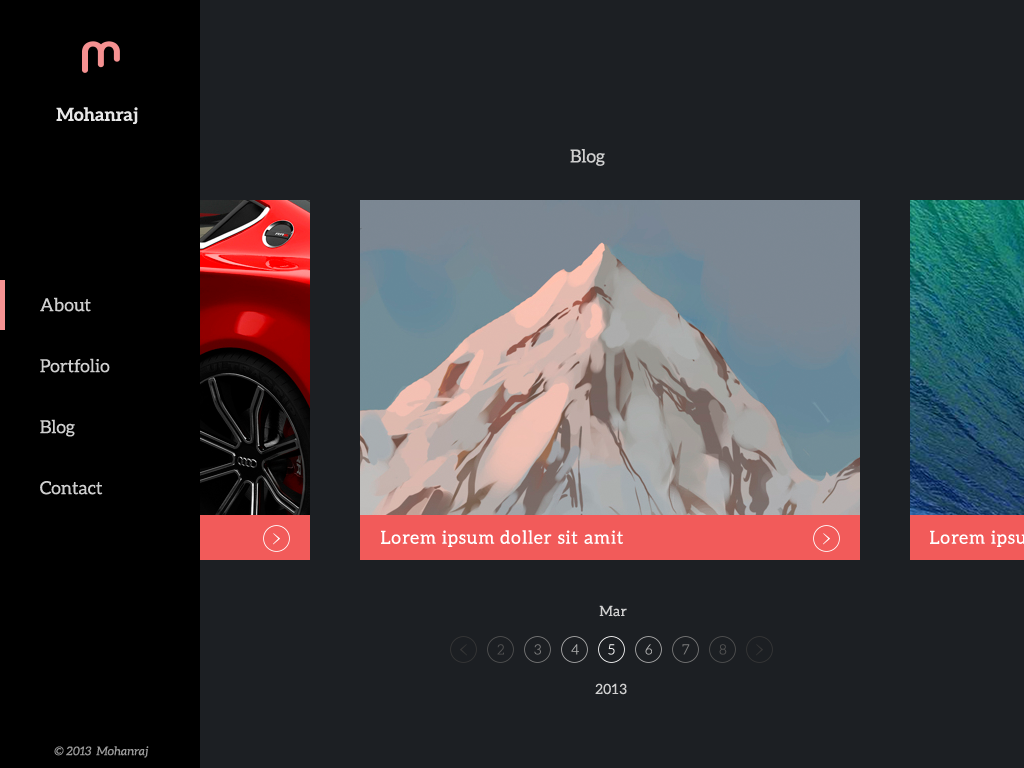 m
Mohanraj
About
Portfolio
Blog
Contact
© 2013 Mohanraj
Blog
Lorem ipsum doller sit amit
Lorem ipsu
Mar
< 2 3 4 5 6 7 8 >
2013